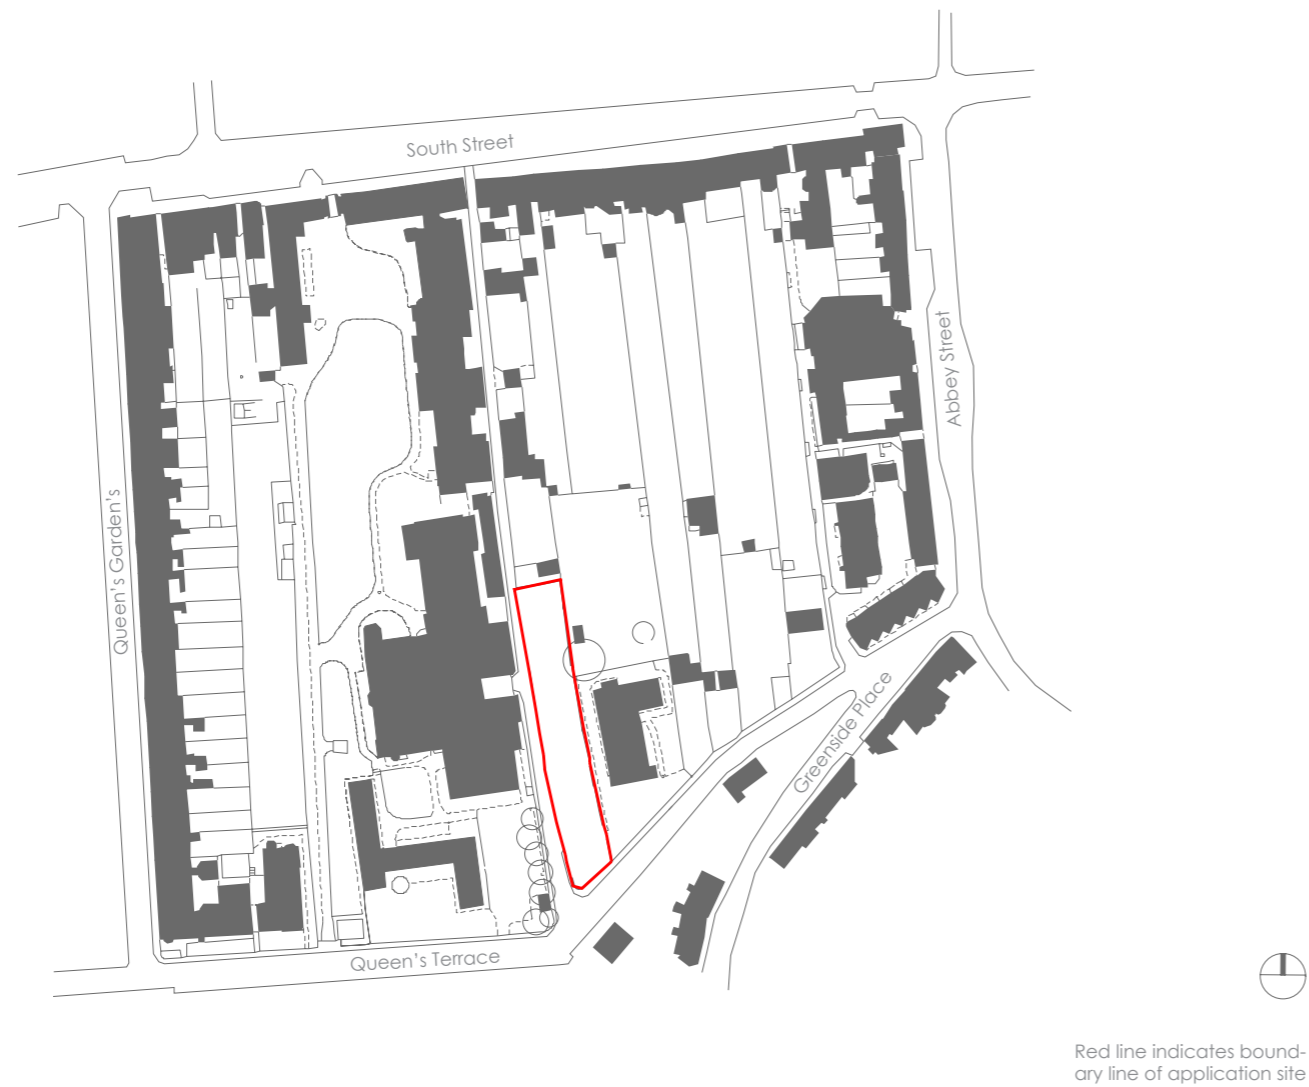 South Street
Abbey Street
Queen's Garden's
Greenside Place
Queen's Terrace
Red line indicates bound-
ary line of application site